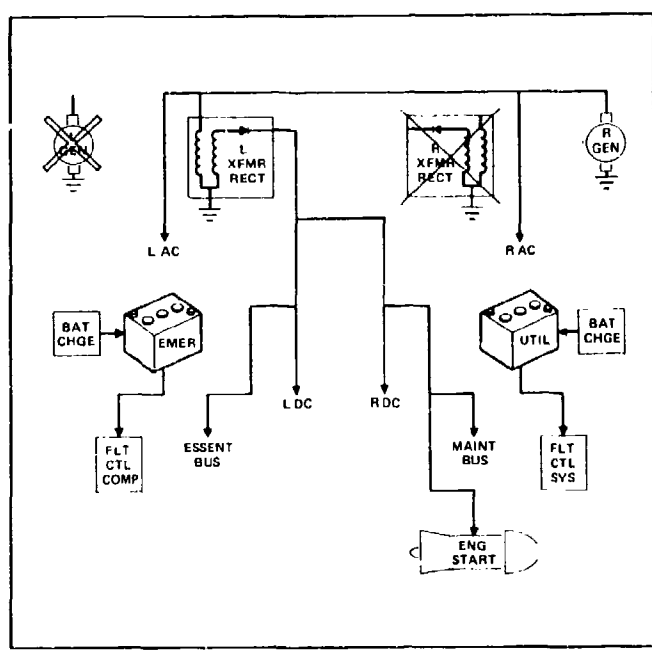 L
GEN
L
XFMR
RECT
R
XFMR
RECT
R
GEN
L AC
R AC
BAT
CHGE
EMER
UTIL
BAT
CHGE
L DC
R DC
FLT
CTL
COMP
ESSENT
BUS
MAINT
BUS
FLT
CTL
SYS
ENG
START